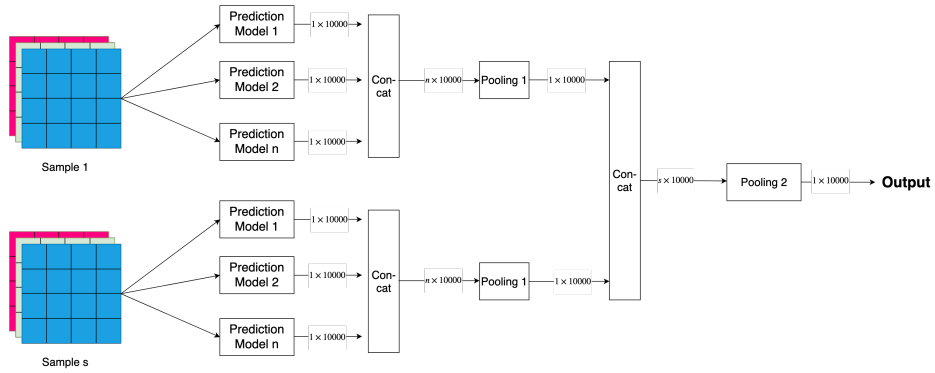 Prediction
Model 1
1 × 10000
Prediction
Model 2
1 × 10000
Prediction
Model n
1 × 10000
Sample 1
Con-
cat
n × 10000
Pooling 1
1 × 10000
Prediction
Model 1
1 × 10000
Prediction
Model 2
1 × 10000
Prediction
Model n
1 × 10000
Sample s
Con-
cat
n × 10000
Pooling 1
1 × 10000
Con-
cat
s × 10000
Pooling 2
1 × 10000
Output